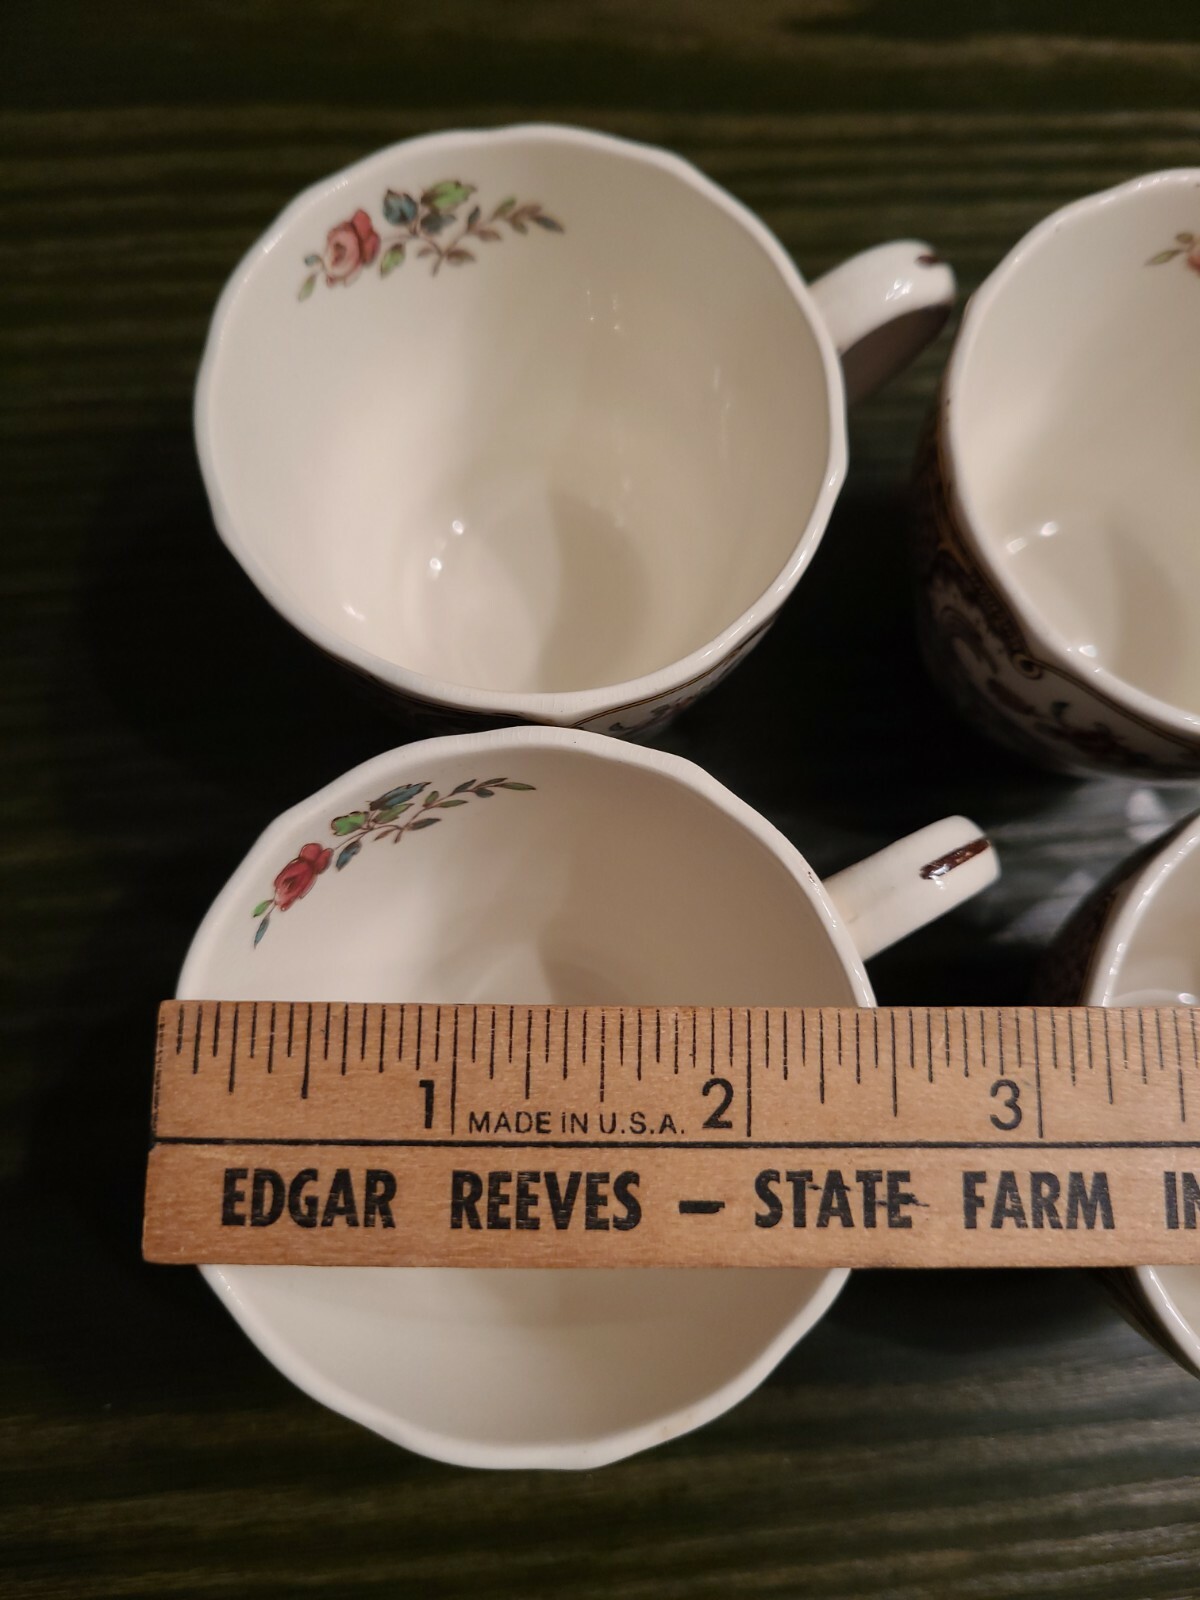 1 MADE IN U.S.A. 2 3
EDGAR REEVES – STATE FARM